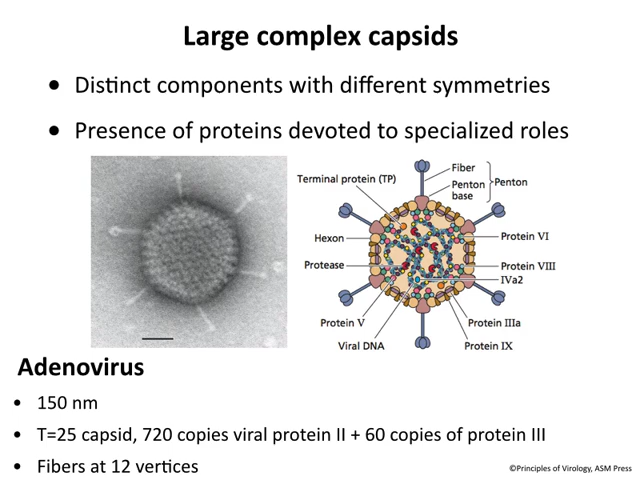 Large complex capsids
• Distinct components with different symmetries
• Presence of proteins devoted to specialized roles
Terminal protein (TP)
Fiber
Penton base
Penton
Hexon
Protein VI
Protease
Protein VIII
IVa2
Protein V
Protein IIIa
Viral DNA
Protein IX
Adenovirus
• 150 nm
• T=25 capsid, 720 copies viral protein II + 60 copies of protein III
• Fibers at 12 vertices
©Principles of Virology, ASM Press